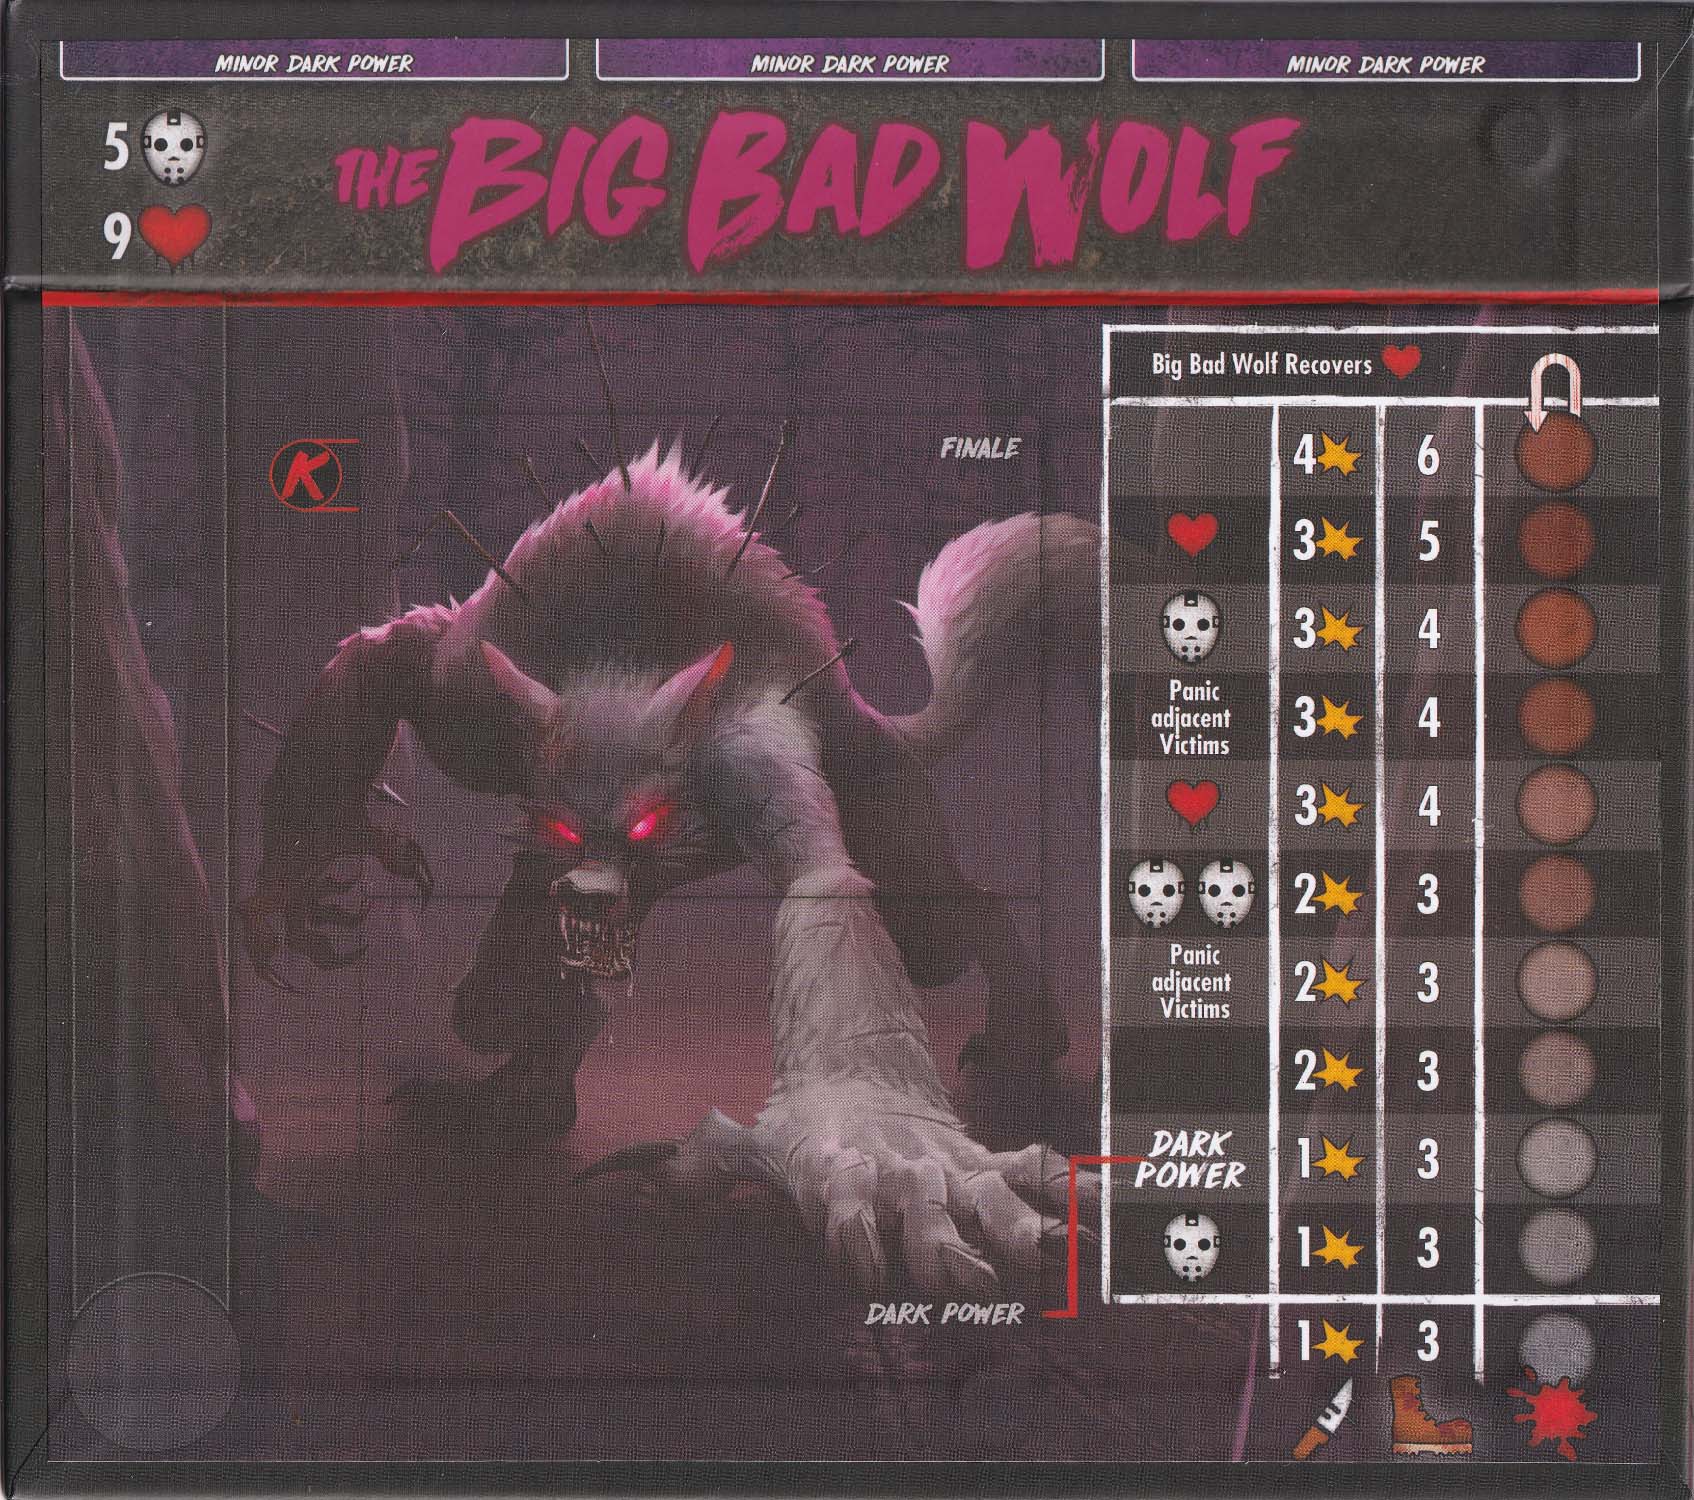 MINOR DARK POWER MINOR DARK POWER MINOR DARK POWER
5
9
THE BIG BAD WOLF
Big Bad Wolf Recovers
K
FINALE
4 6
3 5
3 4
Panic
adjacent
Victims
3 4
3 4
2 3
Panic
adjacent
Victims
2 3
2 3
DARK
POWER
1 3
1 3
DARK POWER
1 3